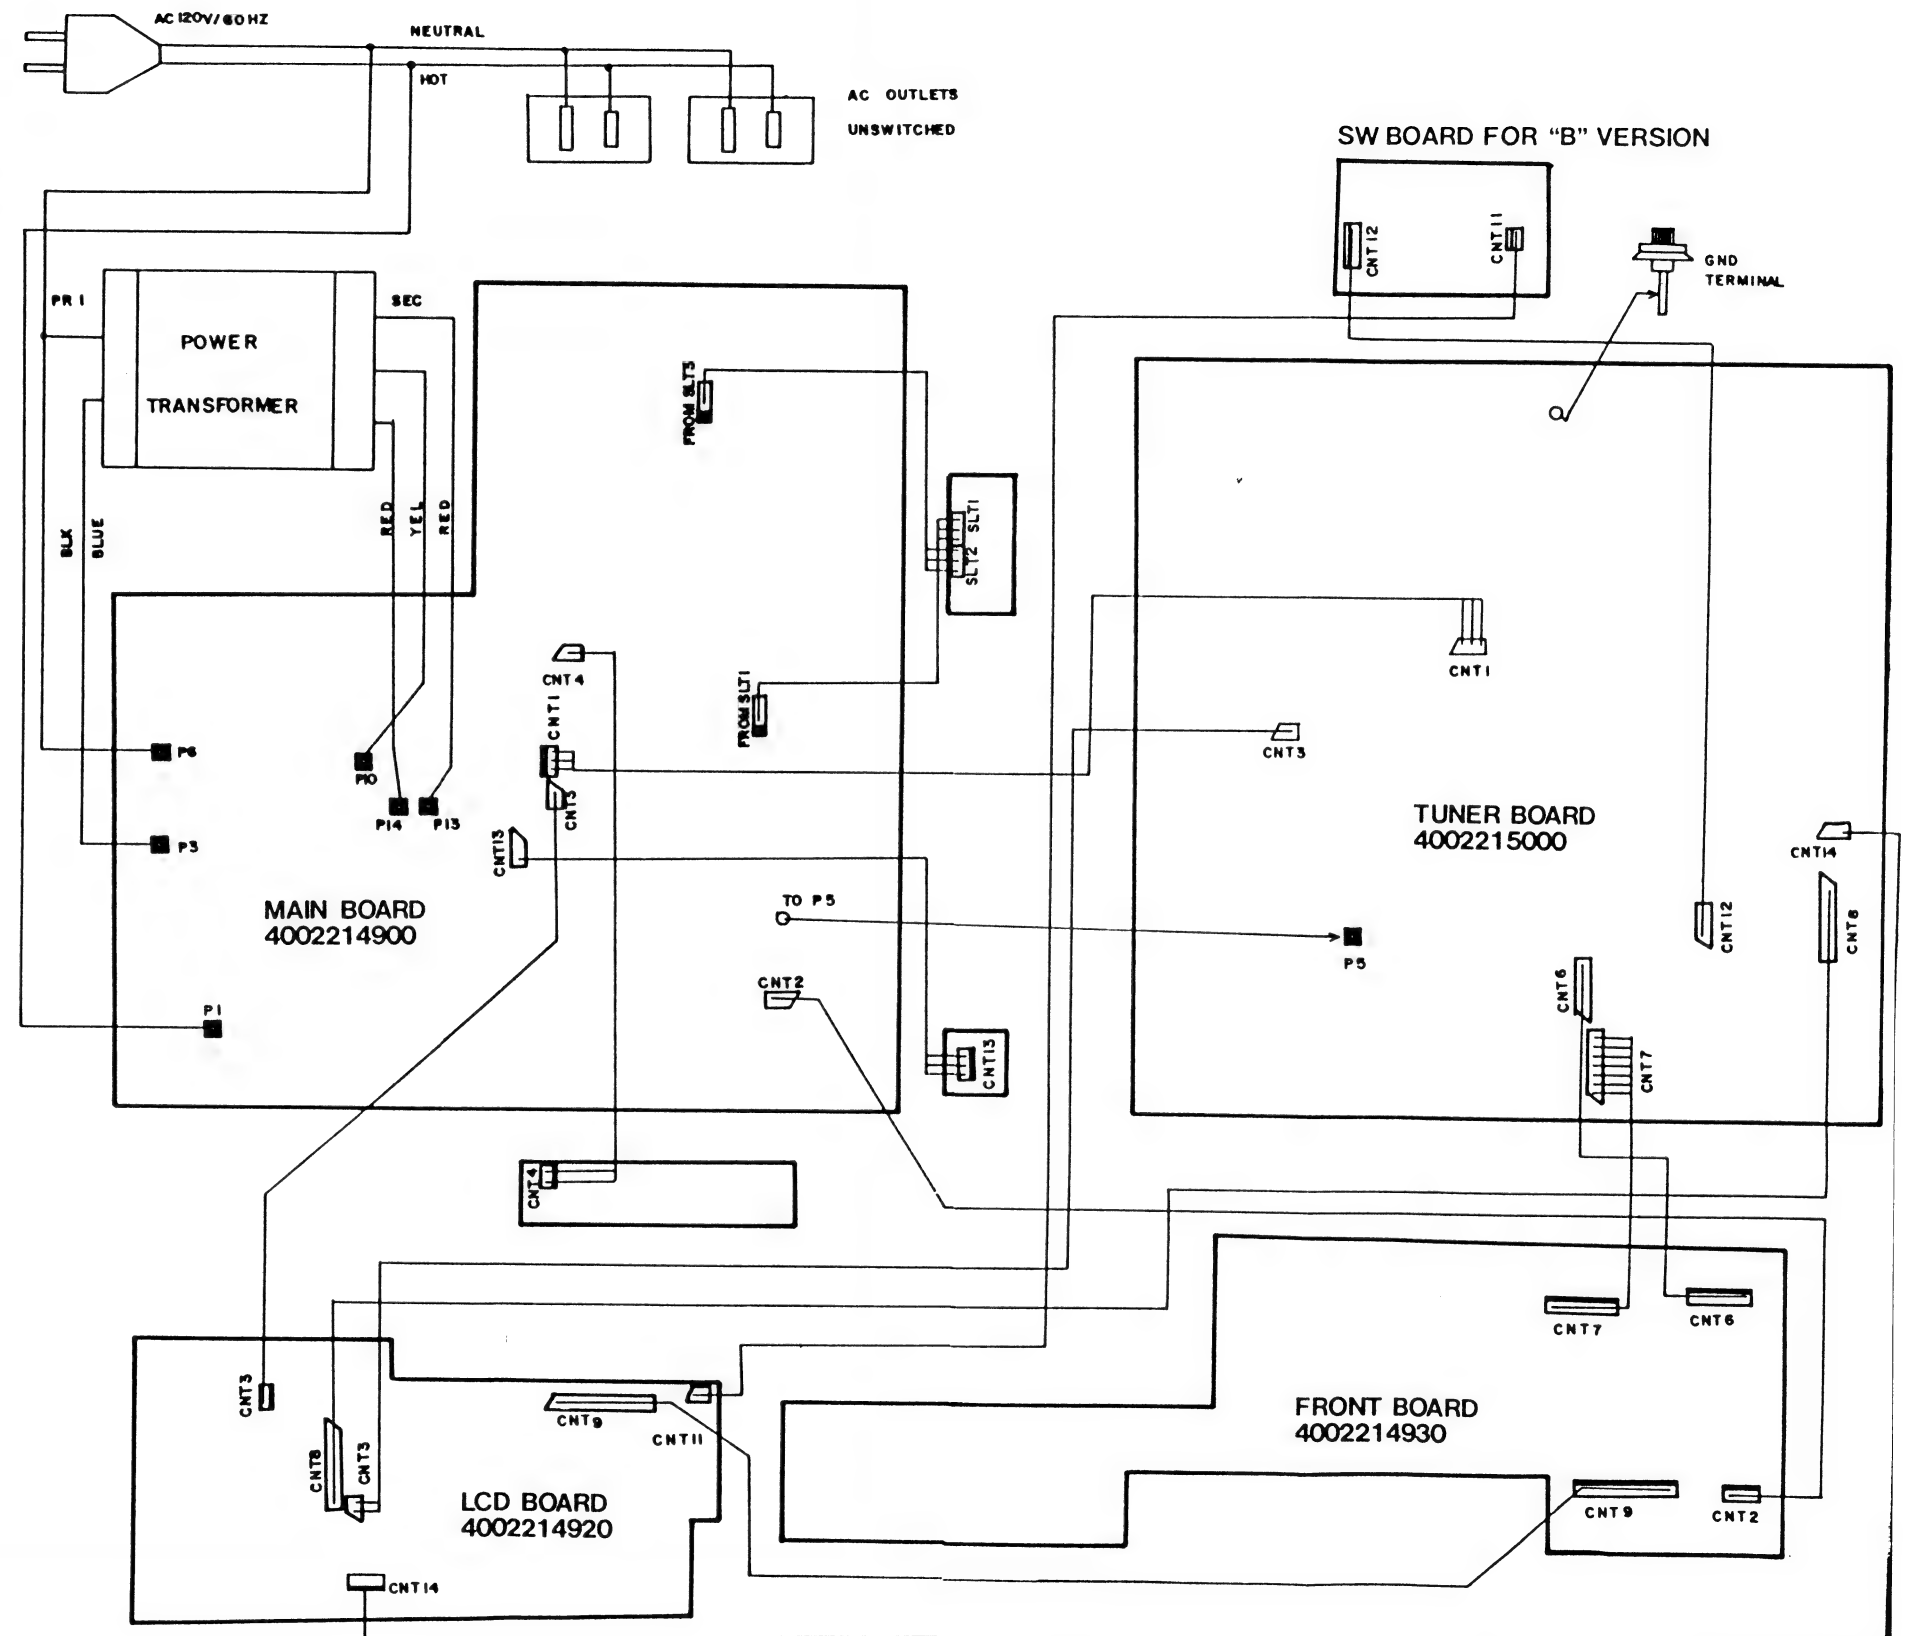 AC 120V/60HZ
NEUTRAL
HOT
AC OUTLETS
UNSWITCHED
SW BOARD FOR "B" VERSION
CNT12
CNT11
GND
TERMINAL
PRI
SEC
POWER
TRANSFORMER
FROM SLT3
BLK
BLUE
RED
YEL
RED
SLT1
SLT2
CNT4
CNT1
FROM SLT1
CNT1
CNT3
P6
P10
P14
P13
CNT3
P3
CNT13
TUNER BOARD
4002215000
CNT14
MAIN BOARD
4002214900
TO P5
P5
CNT12
CNT8
CNT2
CNT6
P1
CNT13
CNT7
CNT4
CNT7
CNT6
CNT3
CNT9
CNT11
FRONT BOARD
4002214930
CNT8
CNT3
LCD BOARD
4002214920
CNT9
CNT2
CNT14